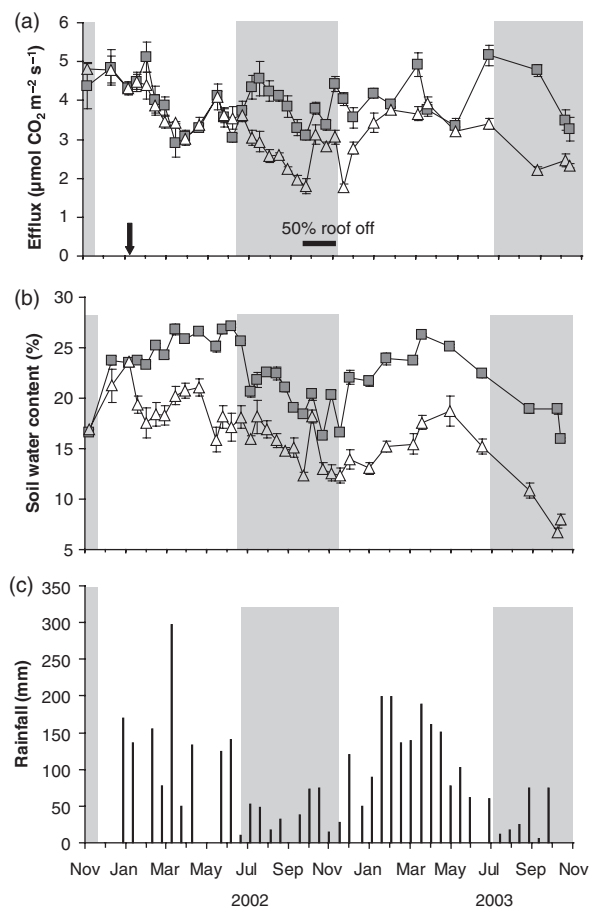 (a)
6
5
4
3
2
1
0
Efflux (µmol CO₂ m⁻² s⁻¹)
50% roof off
(b)
30
25
20
15
10
5
Soil water content (%)
(c)
350
300
250
200
150
100
50
0
Rainfall (mm)
Nov Jan Mar May Jul Sep Nov Jan Mar May Jul Sep Nov
2002 2003